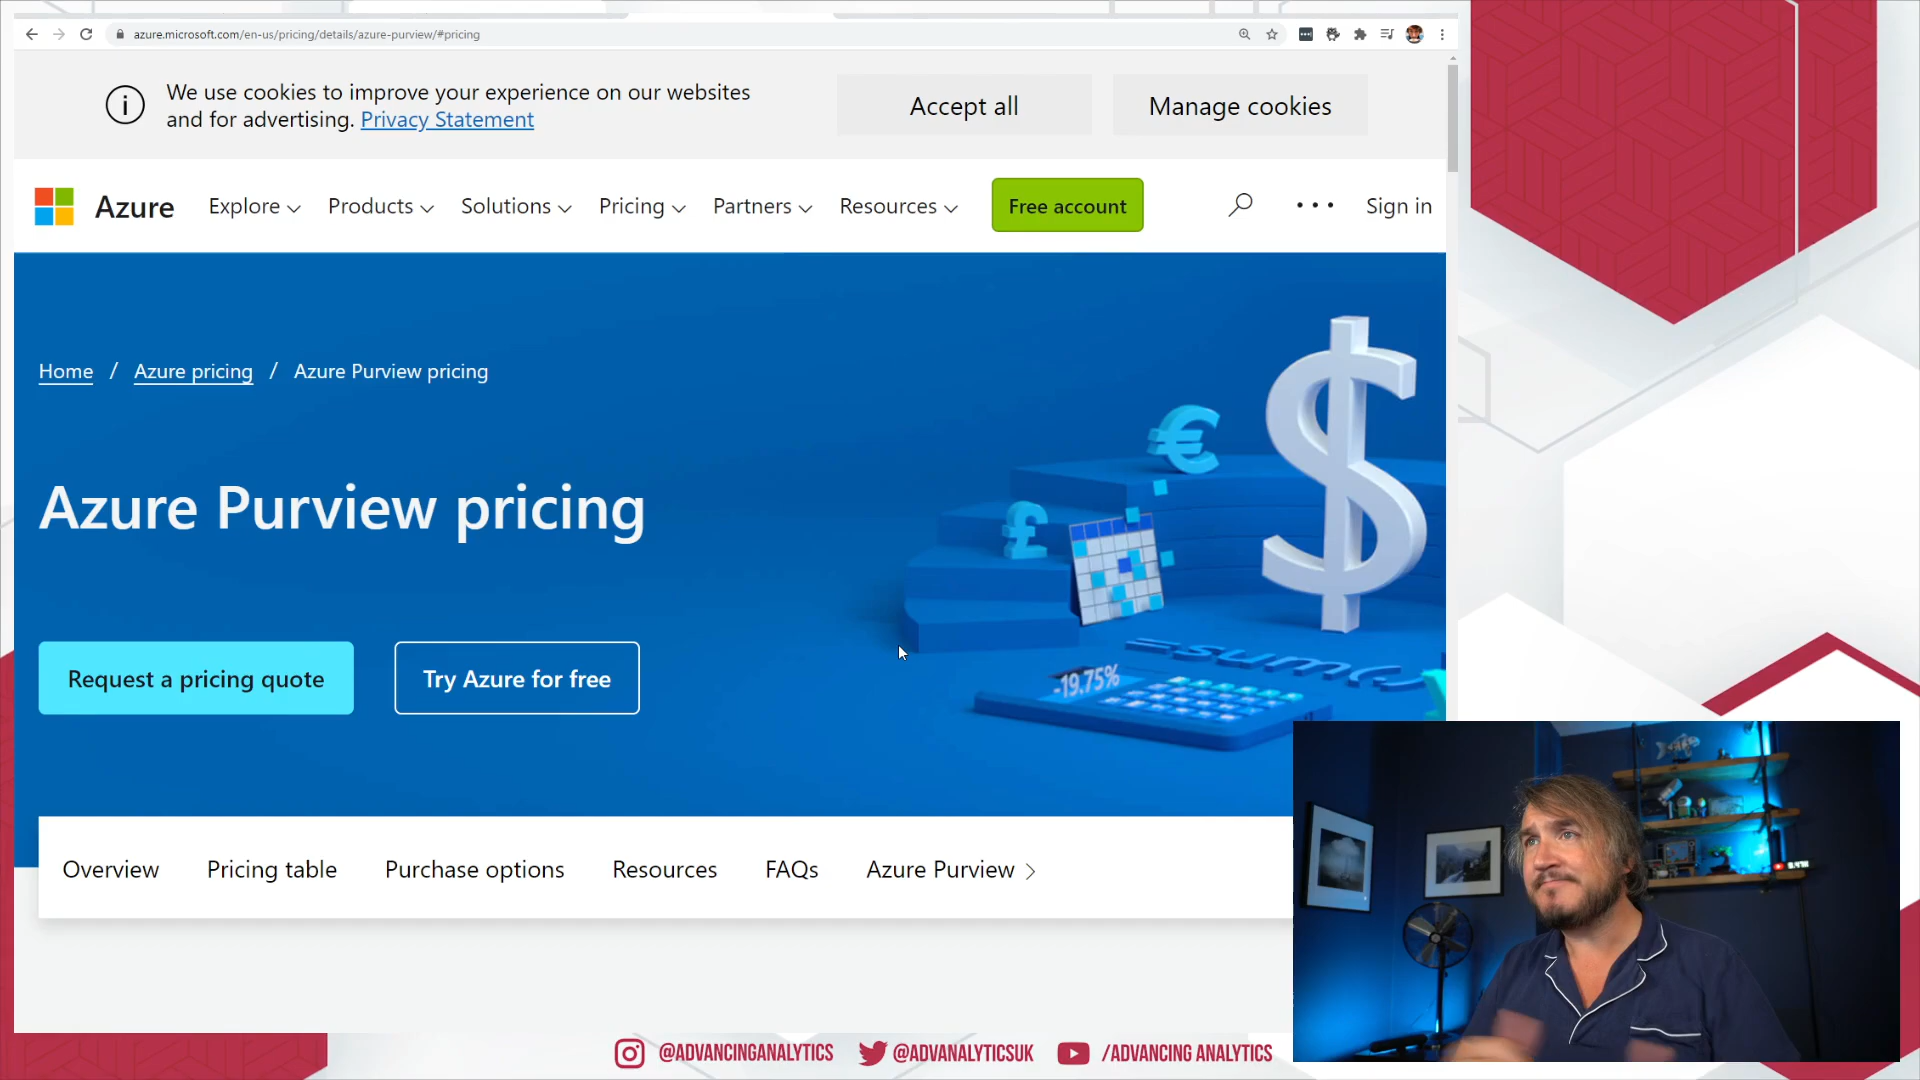 azure.microsoft.com/en-us/pricing/details/azure-purview/#pricing
We use cookies to improve your experience on our websites
and for advertising. Privacy Statement
Accept all
Manage cookies
Azure
Explore
Products
Solutions
Pricing
Partners
Resources
Free account
Sign in
Home / Azure pricing / Azure Purview pricing
Azure Purview pricing
Request a pricing quote
Try Azure for free
-19.75%
Overview
Pricing table
Purchase options
Resources
FAQs
Azure Purview
@ADVANCINGANALYTICS
@ADVANALYTICSUK
/ADVANCING ANALYTICS